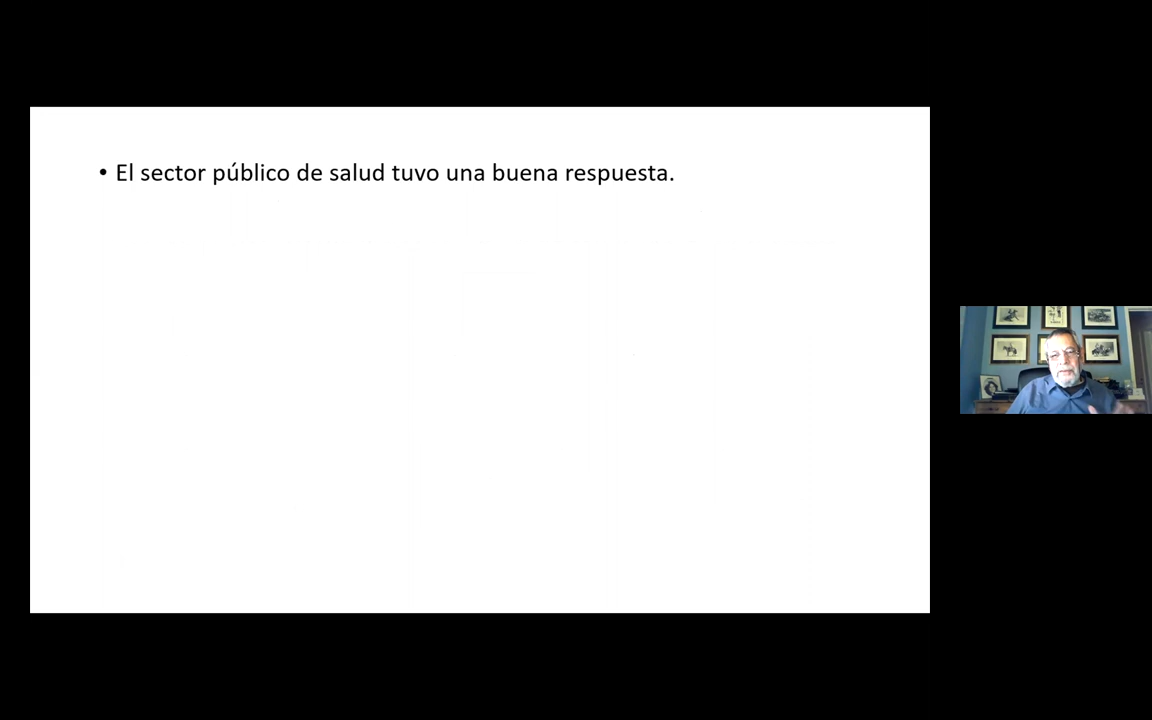 • El sector público de salud tuvo una buena respuesta.